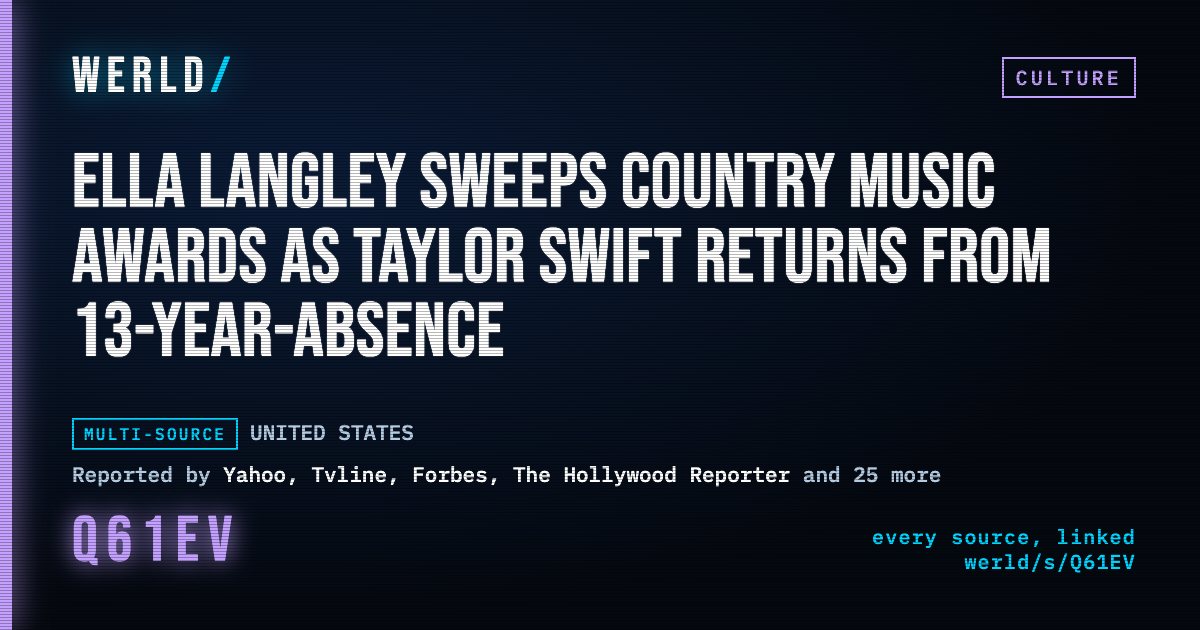 WERLD/
CULTURE
ELLA LANGLEY SWEEPS COUNTRY MUSIC
AWARDS AS TAYLOR SWIFT RETURNS FROM
13-YEAR-ABSENCE
MULTI-SOURCE UNITED STATES
Reported by Yahoo, Tvline, Forbes, The Hollywood Reporter and 25 more
Q61EV
every source, linked
werld/s/Q61EV